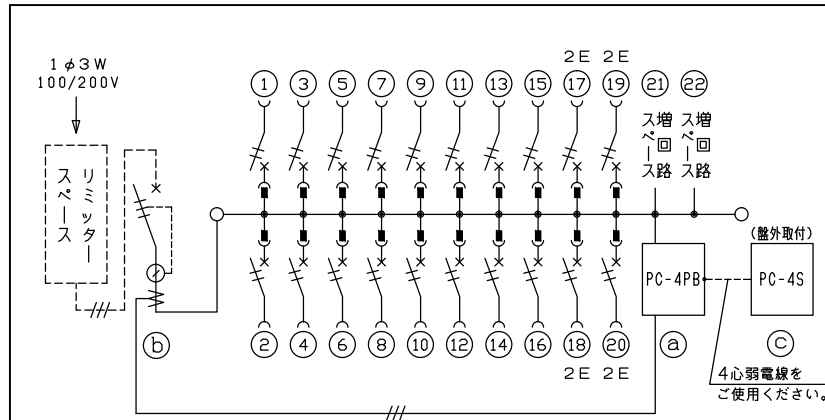 1φ3W
100/200V
リミッター
スペース
2E 2E
① ③ ⑤ ⑦ ⑨ ⑪ ⑬ ⑮ ⑰ ⑲ ㉑ ㉒
増回路
スペース
増回路
スペース
(盤外取付)
PC-4PB
PC-4S
ⓑ ② ④ ⑥ ⑧ ⑩ ⑫ ⑭ ⑯ ⑱ ⑳ ⓐ ⓒ
2E 2E
4心弱電線を
ご使用ください。